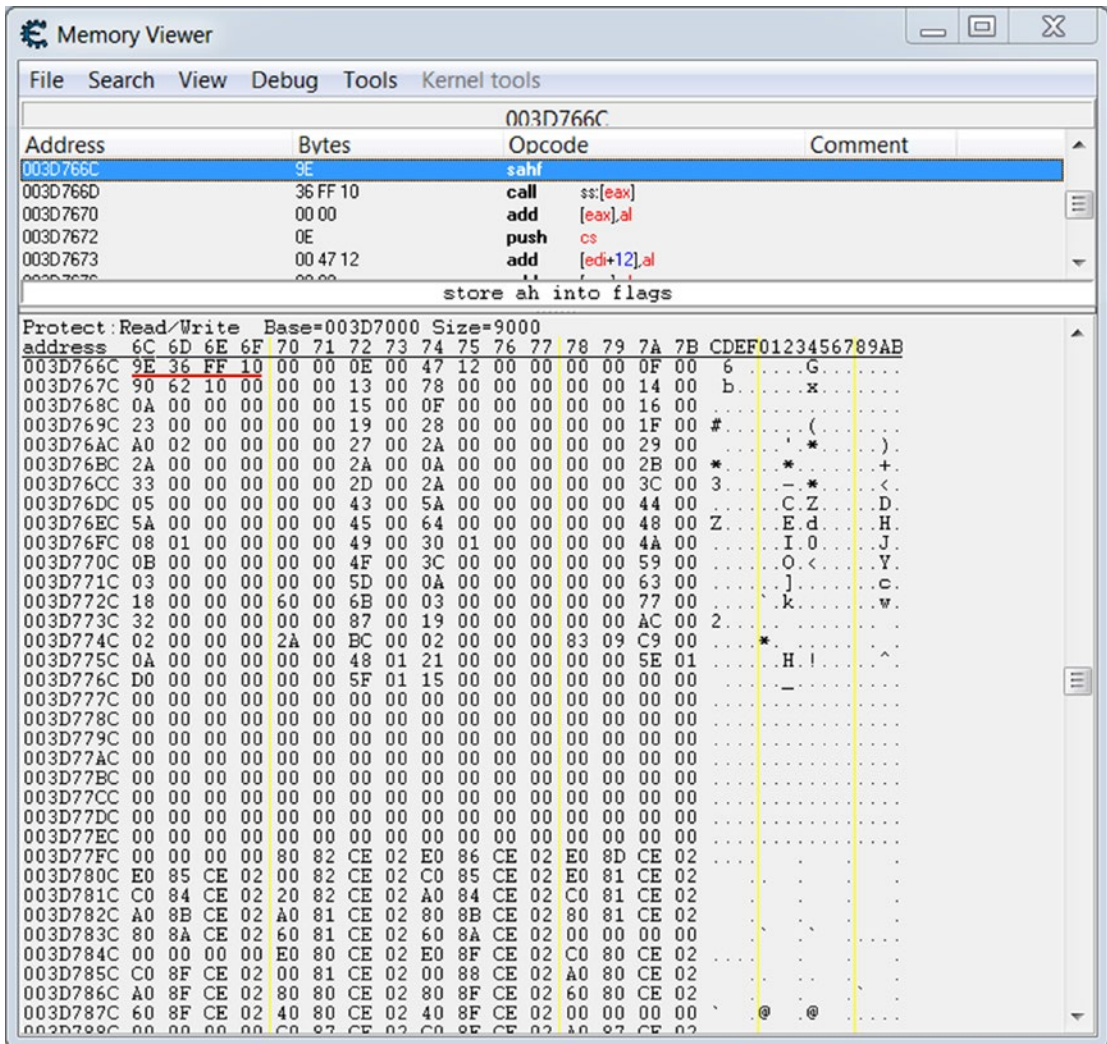 Memory Viewer
File Search View Debug Tools Kernel tools
003D766C
Address Bytes Opcode Comment
003D766C 9E sahf
003D766D 36 FF 10 call ss:[eax]
003D7670 00 00 add [eax],al
003D7672 0E push cs
003D7673 00 47 12 add [edi+12],al
store ah into flags
Protect:Read/Write Base=003D7000 Size=9000
address 6C 6D 6E 6F 70 71 72 73 74 75 76 77 78 79 7A 7B CDEF0123456789AB
003D766C 9E 36 FF 10 00 00 0E 00 47 12 00 00 00 00 0F 00 6 .....G.......
003D767C 90 62 10 00 00 00 13 00 78 00 00 00 00 00 14 00 b......x.......
003D768C 0A 00 00 00 00 00 15 00 0F 00 00 00 00 00 16 00 ................
003D769C 23 00 00 00 00 00 19 00 28 00 00 00 00 00 1F 00 #.......(.......
003D76AC A0 02 00 00 00 00 27 00 2A 00 00 00 00 00 29 00 .....'.*.....).
003D76BC 2A 00 00 00 00 00 2A 00 0A 00 00 00 00 00 2B 00 *.....*.......+.
003D76CC 33 00 00 00 00 00 2D 00 2A 00 00 00 00 00 3C 00 3.....-.*.....<.
003D76DC 05 00 00 00 00 00 43 00 5A 00 00 00 00 00 44 00 ......C.Z.....D.
003D76EC 5A 00 00 00 00 00 45 00 64 00 00 00 00 00 48 00 Z.....E.d.....H.
003D76FC 08 01 00 00 00 00 49 00 30 01 00 00 00 00 4A 00 ......I.0.....J.
003D770C 0B 00 00 00 00 00 4F 00 3C 00 00 00 00 00 59 00 ......O.<.....Y.
003D771C 03 00 00 00 00 00 5D 00 0A 00 00 00 00 00 63 00 ......].......c.
003D772C 18 00 00 00 60 00 6B 00 03 00 00 00 00 00 77 00 ....`.k.......w.
003D773C 32 00 00 00 00 00 87 00 19 00 00 00 00 00 AC 00 2..... ....... .
003D774C 02 00 00 00 2A 00 BC 00 02 00 00 00 83 09 C9 00 ....*. ..... . .
003D775C 0A 00 00 00 00 00 48 01 21 00 00 00 00 00 5E 01 ......H.!.....^.
003D776C D0 00 00 00 00 00 5F 01 15 00 00 00 00 00 00 00 ....._.........
003D777C 00 00 00 00 00 00 00 00 00 00 00 00 00 00 00 00 ................
003D778C 00 00 00 00 00 00 00 00 00 00 00 00 00 00 00 00 ................
003D779C 00 00 00 00 00 00 00 00 00 00 00 00 00 00 00 00 ................
003D77AC 00 00 00 00 00 00 00 00 00 00 00 00 00 00 00 00 ................
003D77BC 00 00 00 00 00 00 00 00 00 00 00 00 00 00 00 00 ................
003D77CC 00 00 00 00 00 00 00 00 00 00 00 00 00 00 00 00 ................
003D77DC 00 00 00 00 00 00 00 00 00 00 00 00 00 00 00 00 ................
003D77EC 00 00 00 00 00 00 00 00 00 00 00 00 00 00 00 00 ................
003D77FC 00 00 00 00 80 82 CE 02 E0 86 CE 02 E0 8D CE 02 .... . . .
003D780C E0 85 CE 02 00 82 CE 02 C0 85 CE 02 E0 81 CE 02 .. . .
003D781C C0 84 CE 02 20 82 CE 02 A0 84 CE 02 C0 81 CE 02 . . . .
003D782C A0 8B CE 02 A0 81 CE 02 80 8B CE 02 80 81 CE 02 . . . .
003D783C 80 8A CE 02 60 81 CE 02 60 8A CE 02 00 00 00 00 .` .` .....
003D784C 00 00 00 00 E0 80 CE 02 E0 8F CE 02 C0 80 CE 02 .... . . .
003D785C C0 8F CE 02 00 81 CE 02 00 88 CE 02 A0 80 CE 02 .. .. .
003D786C A0 8F CE 02 80 80 CE 02 80 8F CE 02 60 80 CE 02 . . .` .
003D787C 60 8F CE 02 40 80 CE 02 40 8F CE 02 00 00 00 00 ` .@ .@ .....